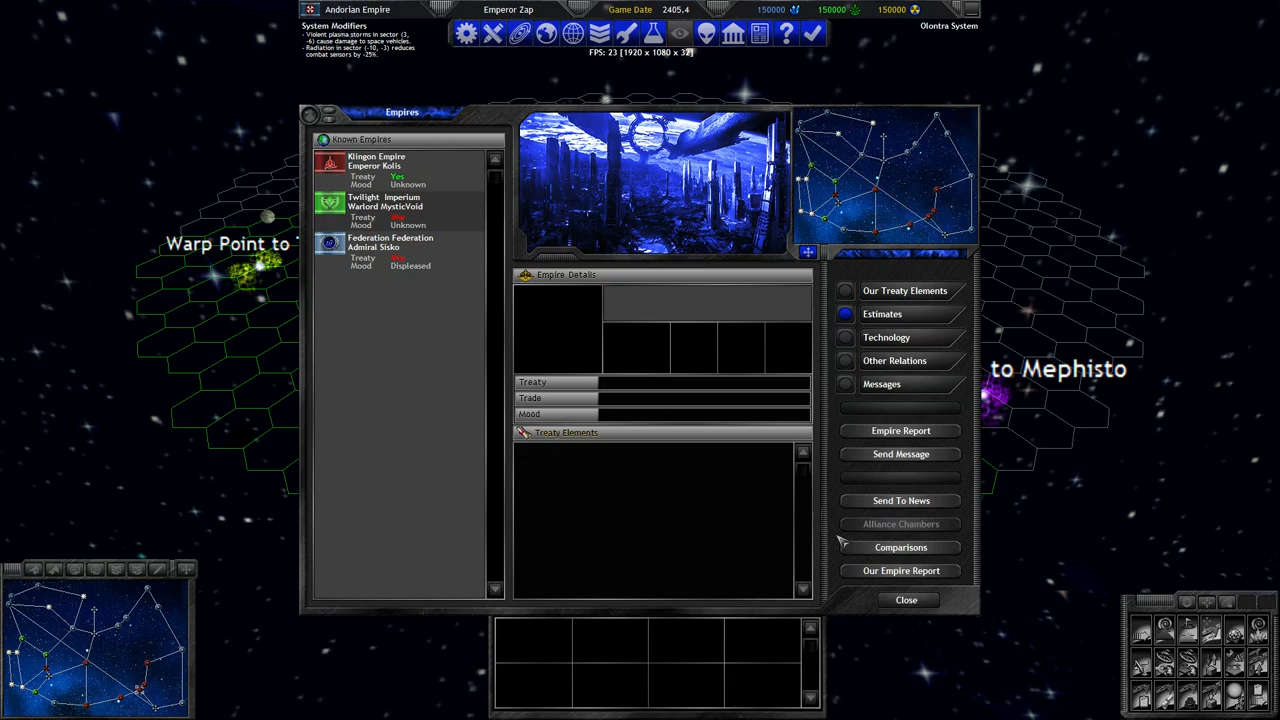 Andorian Empire
Emperor Zap
Game Date 2405.4
150000
150000
150000
System Modifiers
- Violent plasma storms in sector (3,
-6) cause damage to space vehicles.
- Radiation in sector (-10, -3) reduces
combat sensors by -25%.
Olontra System
FPS: 23 [1920 x 1080 x 32]
Empires
Known Empires
Klingon Empire
Emperor Kolis
Treaty Yes
Mood Unknown
Twilight Imperium
Warlord MysticVoid
Treaty War
Mood Unknown
Federation Federation
Admiral Sisko
Treaty War
Mood Displeased
Warp Point to
to Mephisto
Empire Details
Treaty
Trade
Mood
Treaty Elements
Our Treaty Elements
Estimates
Technology
Other Relations
Messages
Empire Report
Send Message
Send To News
Alliance Chambers
Comparisons
Our Empire Report
Close